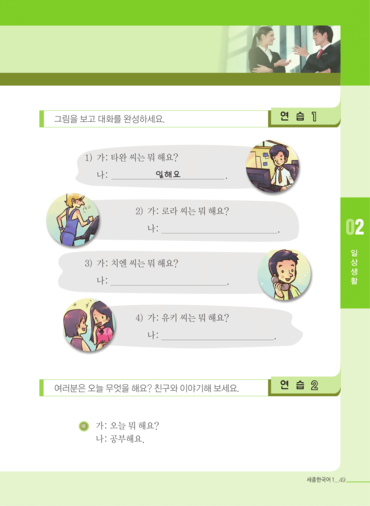 그림을 보고 대화를 완성하세요.
연 습 1
1) 가: 타완 씨는 뭐 해요?
나: 일해요.
2) 가: 로라 씨는 뭐 해요?
나: .
3) 가: 치엔 씨는 뭐 해요?
나: .
4) 가: 유키 씨는 뭐 해요?
나: .
02
일상생활
여러분은 오늘 무엇을 해요? 친구와 이야기해 보세요.
연 습 2
가: 오늘 뭐 해요?
나: 공부해요.
세종한국어 1_49